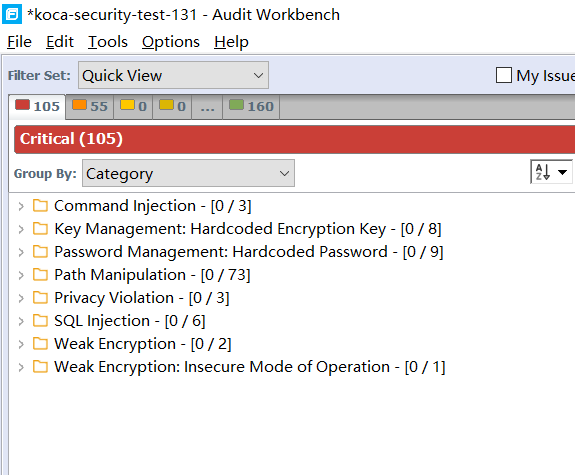 *koca-security-test-131 - Audit Workbench
File Edit Tools Options Help
Filter Set: Quick View My Issue
105 55 0 0 ... 160
Critical (105)
Group By: Category
Command Injection - [0 / 3]
Key Management: Hardcoded Encryption Key - [0 / 8]
Password Management: Hardcoded Password - [0 / 9]
Path Manipulation - [0 / 73]
Privacy Violation - [0 / 3]
SQL Injection - [0 / 6]
Weak Encryption - [0 / 2]
Weak Encryption: Insecure Mode of Operation - [0 / 1]